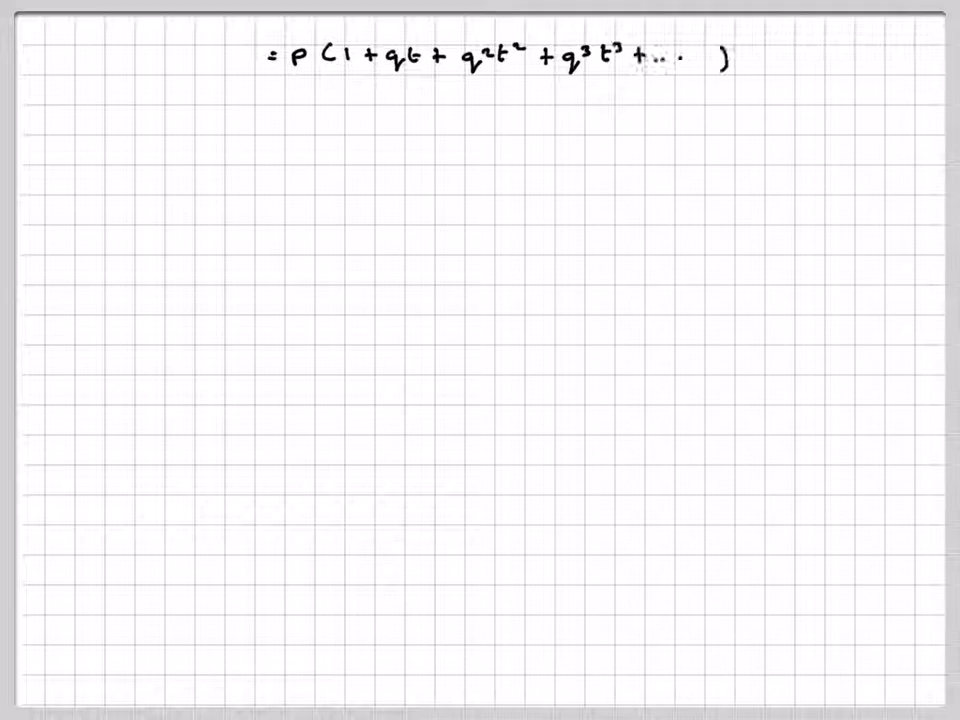 = p (1 + qt + q²t² + q³t³ + ... )